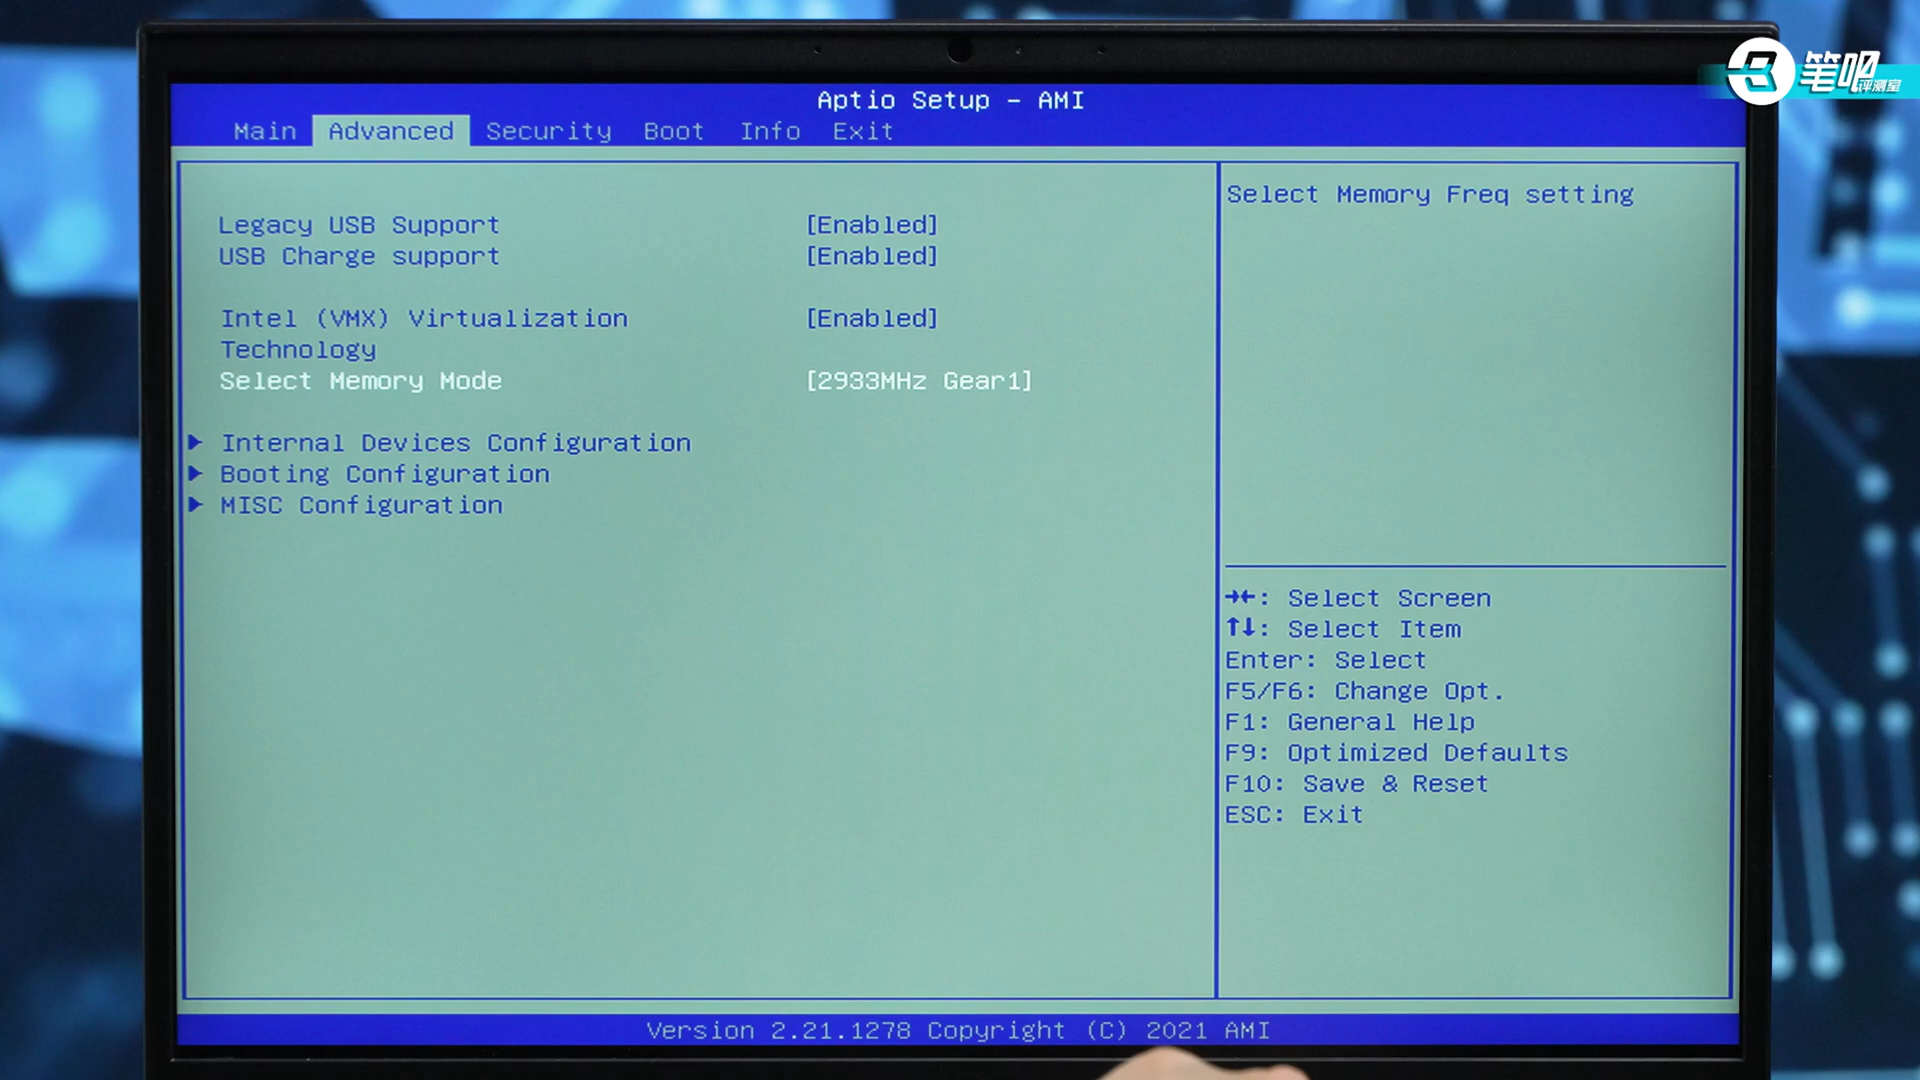 笔吧
评测室
Aptio Setup - AMI
Main Advanced Security Boot Info Exit
Legacy USB Support [Enabled]
USB Charge support [Enabled]
Intel (VMX) Virtualization [Enabled]
Technology
Select Memory Mode [2933MHz Gear1]
▶ Internal Devices Configuration
▶ Booting Configuration
▶ MISC Configuration
Select Memory Freq setting
→←: Select Screen
↑↓: Select Item
Enter: Select
F5/F6: Change Opt.
F1: General Help
F9: Optimized Defaults
F10: Save & Reset
ESC: Exit
Version 2.21.1278 Copyright (C) 2021 AMI